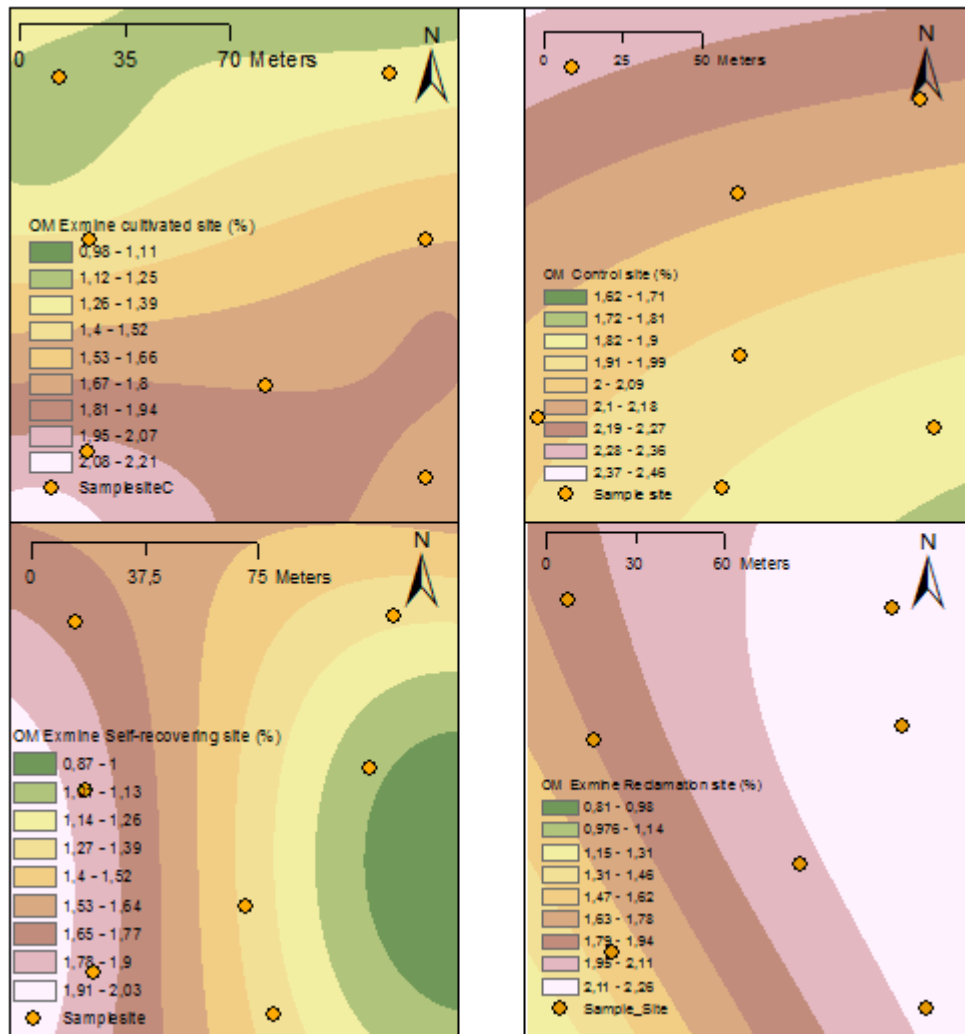 N
0 35 70 Meters
OM Exmine cultivated site (%)
0,98 - 1,11
1,12 - 1,25
1,26 - 1,39
1,4 - 1,52
1,53 - 1,66
1,67 - 1,8
1,81 - 1,94
1,95 - 2,07
2,08 - 2,21
SamplesiteC
N
0 25 50 Meters
OM Control site (%)
1,62 - 1,71
1,72 - 1,81
1,82 - 1,9
1,91 - 1,99
2 - 2,09
2,1 - 2,18
2,19 - 2,27
2,28 - 2,36
2,37 - 2,46
Sample site
N
0 37,5 75 Meters
OM Exmine Self-recovering site (%)
0,87 - 1
- 1,13
1,14 - 1,26
1,27 - 1,39
1,4 - 1,52
1,53 - 1,64
1,65 - 1,77
1,78 - 1,9
1,91 - 2,03
Samplesite
N
0 30 60 Meters
OM Exmine Reclamation site (%)
0,81 - 0,98
0,976 - 1,14
1,15 - 1,31
1,31 - 1,46
1,47 - 1,62
1,63 - 1,78
1,79 - 1,94
1,95 - 2,11
2,11 - 2,26
Sample_Site